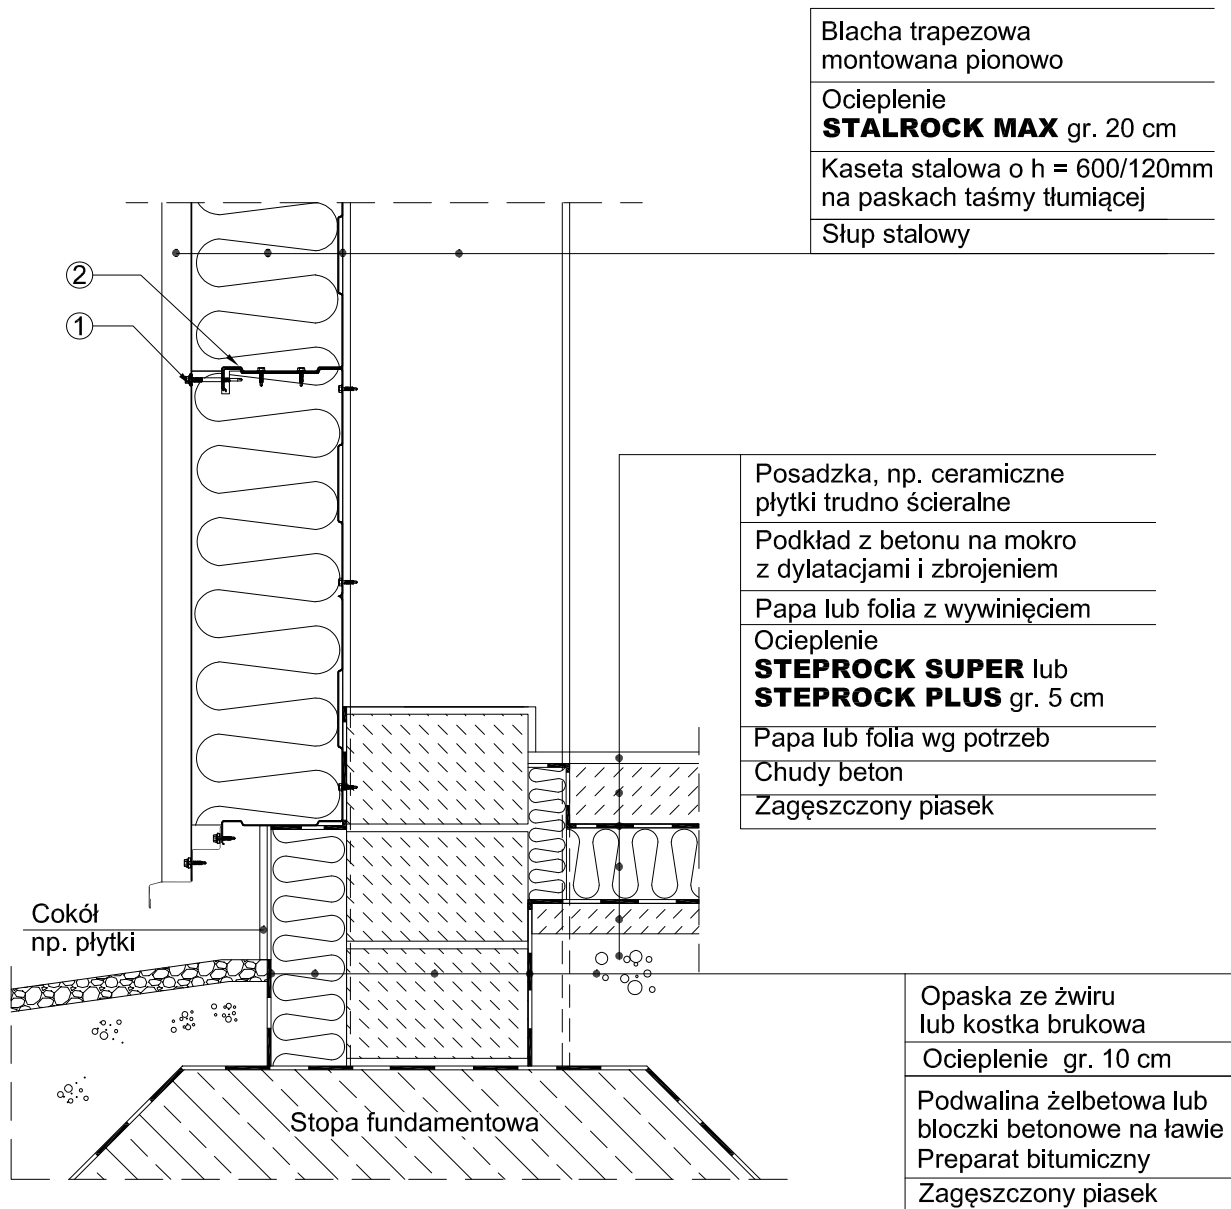 Blacha trapezowa
montowana pionowo
Ocieplenie
STALROCK MAX gr. 20 cm
Kaseta stalowa o h = 600/120mm
na paskach taśmy tłumiącej
Słup stalowy
2
1
Posadzka, np. ceramiczne
płytki trudno ścieralne
Podkład z betonu na mokro
z dylatacjami i zbrojeniem
Papa lub folia z wywinięciem
Ocieplenie
STEPROCK SUPER lub
STEPROCK PLUS gr. 5 cm
Papa lub folia wg potrzeb
Chudy beton
Zagęszczony piasek
Cokół
np. płytki
Opaska ze żwiru
lub kostka brukowa
Ocieplenie gr. 10 cm
Podwalina żelbetowa lub
bloczki betonowe na ławie
Preparat bitumiczny
Zagęszczony piasek
Stopa fundamentowa